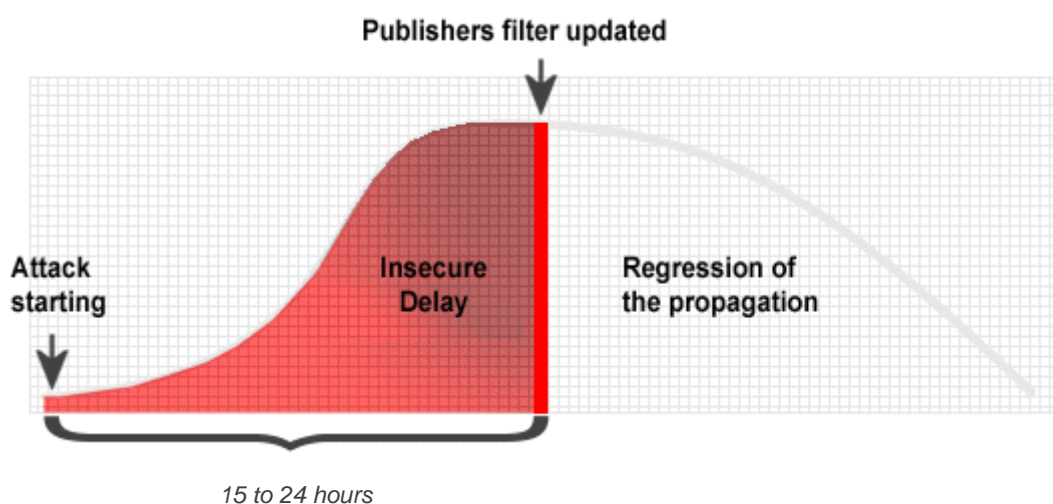 Publishers filter updated
Attack
starting
Insecure
Delay
Regression of
the propagation
15 to 24 hours